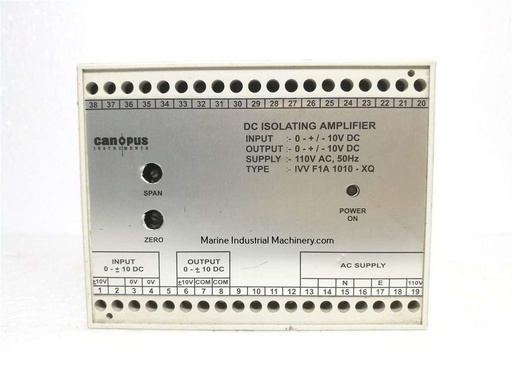 38 37 36 35 34 33 32 31 30 29 28 27 26 25 24 23 22 21 20
canopus
INSTRUMENTS
DC ISOLATING AMPLIFIER
INPUT :- 0 - + / - 10V DC
OUTPUT :- 0 - + / - 10V DC
SUPPLY :- 110V AC, 50Hz
TYPE :- IVV F1A 1010 - XQ
SPAN
ZERO
POWER
ON
Marine Industrial Machinery.com
INPUT
0 - ± 10 DC
OUTPUT
0 - ± 10 DC
AC SUPPLY
±10V 0V 0V ±10V COM COM N E 110V
1 2 3 4 5 6 7 8 9 10 11 12 13 14 15 16 17 18 19